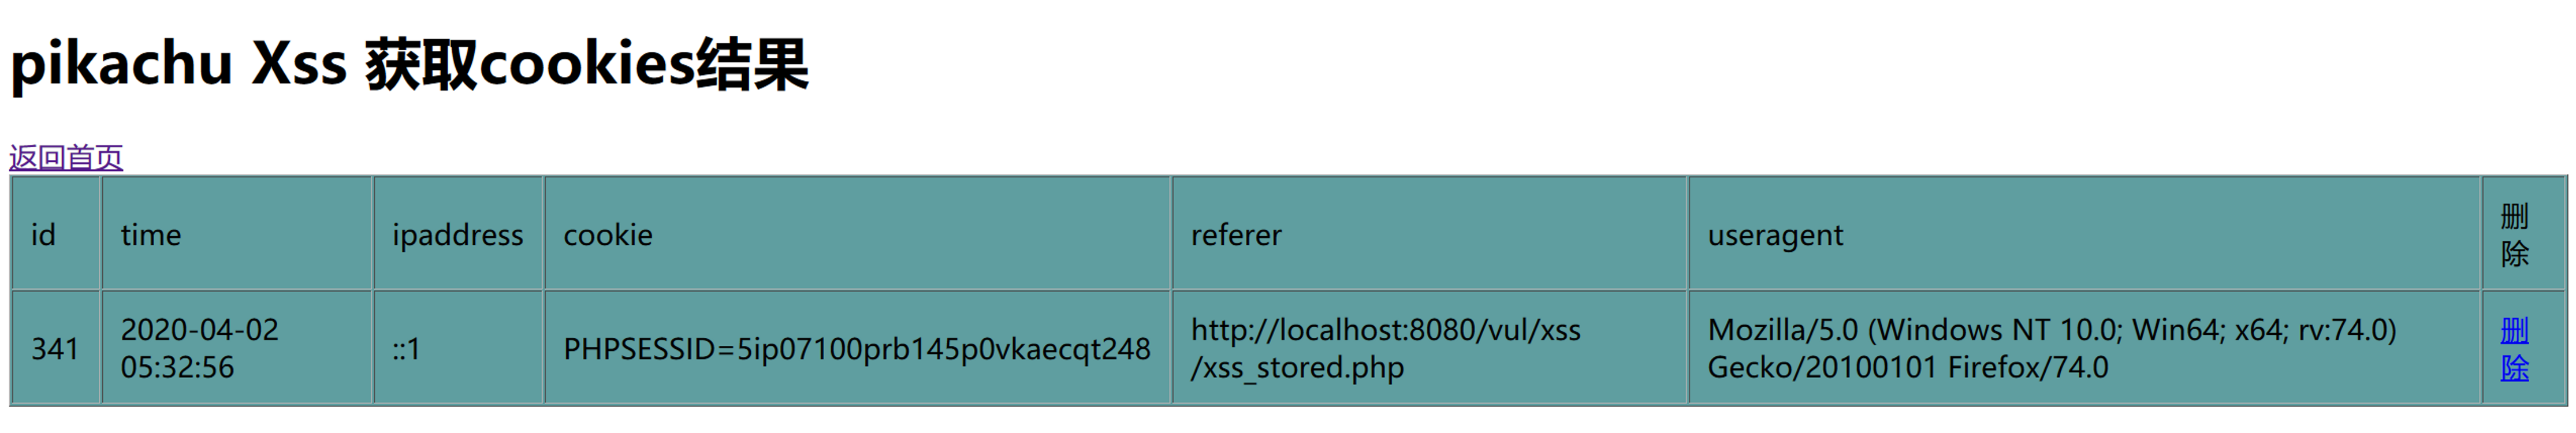 pikachu Xss 获取cookies结果
返回首页
id time ipaddress cookie referer useragent 删
除
341 2020-04-02
05:32:56 ::1 PHPSESSID=5ip07100prb145p0vkaecqt248 http://localhost:8080/vul/xss
/xss_stored.php Mozilla/5.0 (Windows NT 10.0; Win64; x64; rv:74.0)
Gecko/20100101 Firefox/74.0 删
除